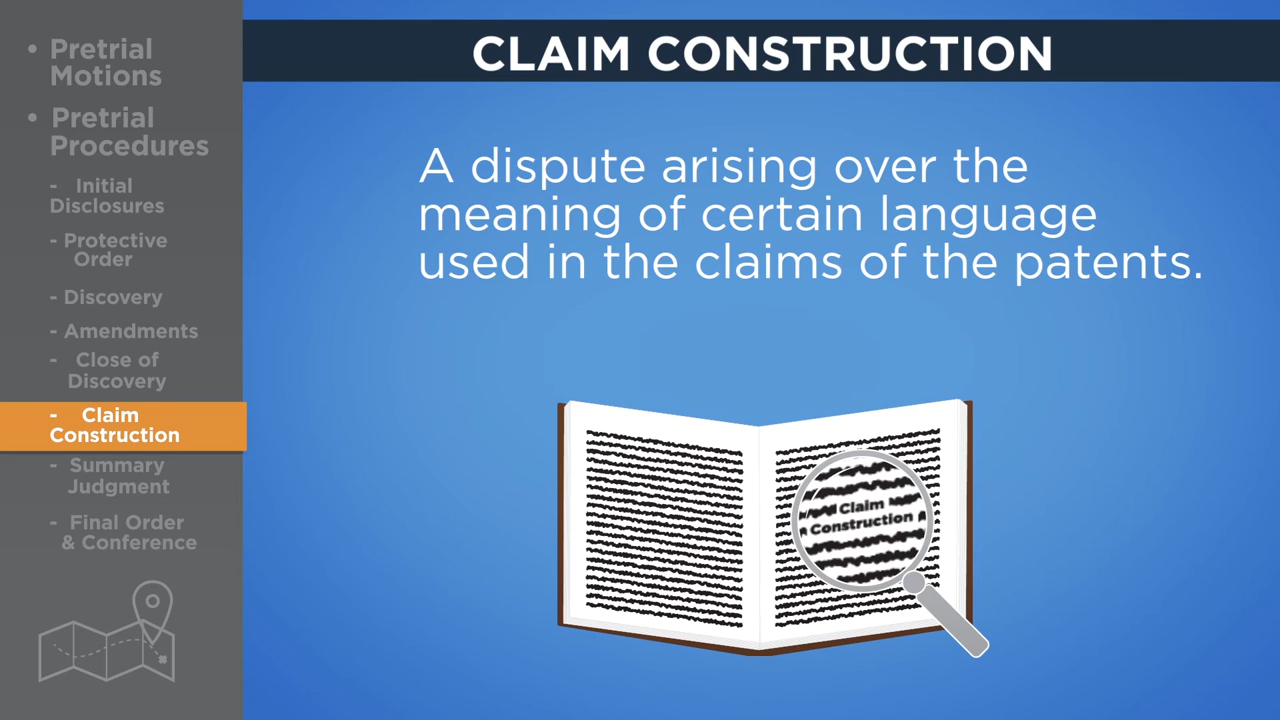 • Pretrial
Motions
• Pretrial
Procedures
- Initial
Disclosures
- Protective
Order
- Discovery
- Amendments
- Close of
Discovery
- Claim
Construction
- Summary
Judgment
- Final Order
& Conference
CLAIM CONSTRUCTION
A dispute arising over the
meaning of certain language
used in the claims of the patents.
Claim
Construction